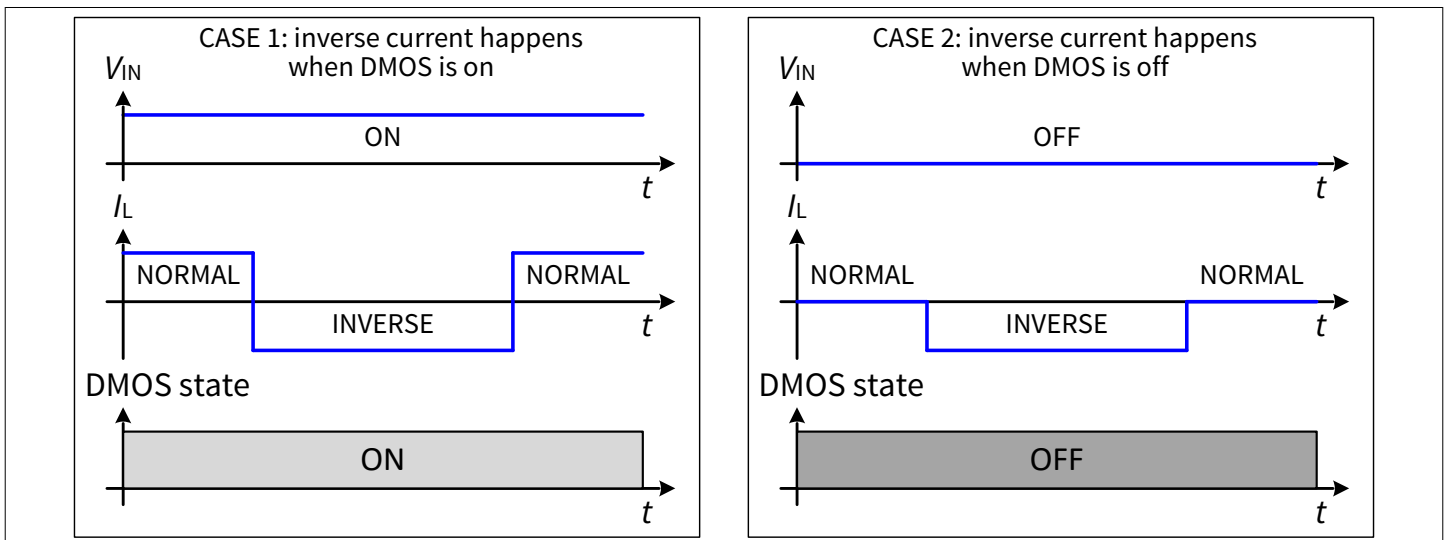 CASE 1: inverse current happens
when DMOS is on
VIN
ON
t
IL
NORMAL
NORMAL
INVERSE
t
DMOS state
ON
t
CASE 2: inverse current happens
when DMOS is off
VIN
OFF
t
IL
NORMAL
NORMAL
INVERSE
t
DMOS state
OFF
t